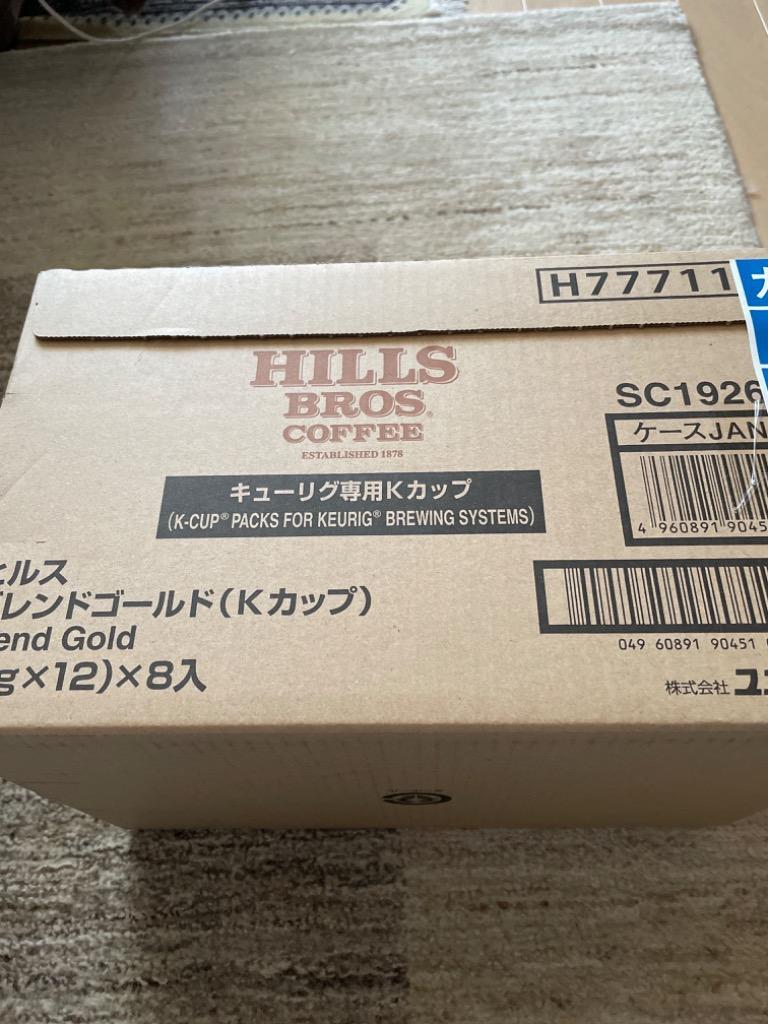 H77711
HILLS
BROS.
COFFEE
ESTABLISHED 1878
SC1926
ケースJAN
キューリグ専用Kカップ
(K-CUP® PACKS FOR KEURIG® BREWING SYSTEMS)
4 960891 9045
ヒルス
ブレンドゴールド(Kカップ)
end Gold
g×12)×8入
049 60891 90451
株式会社 ユニ